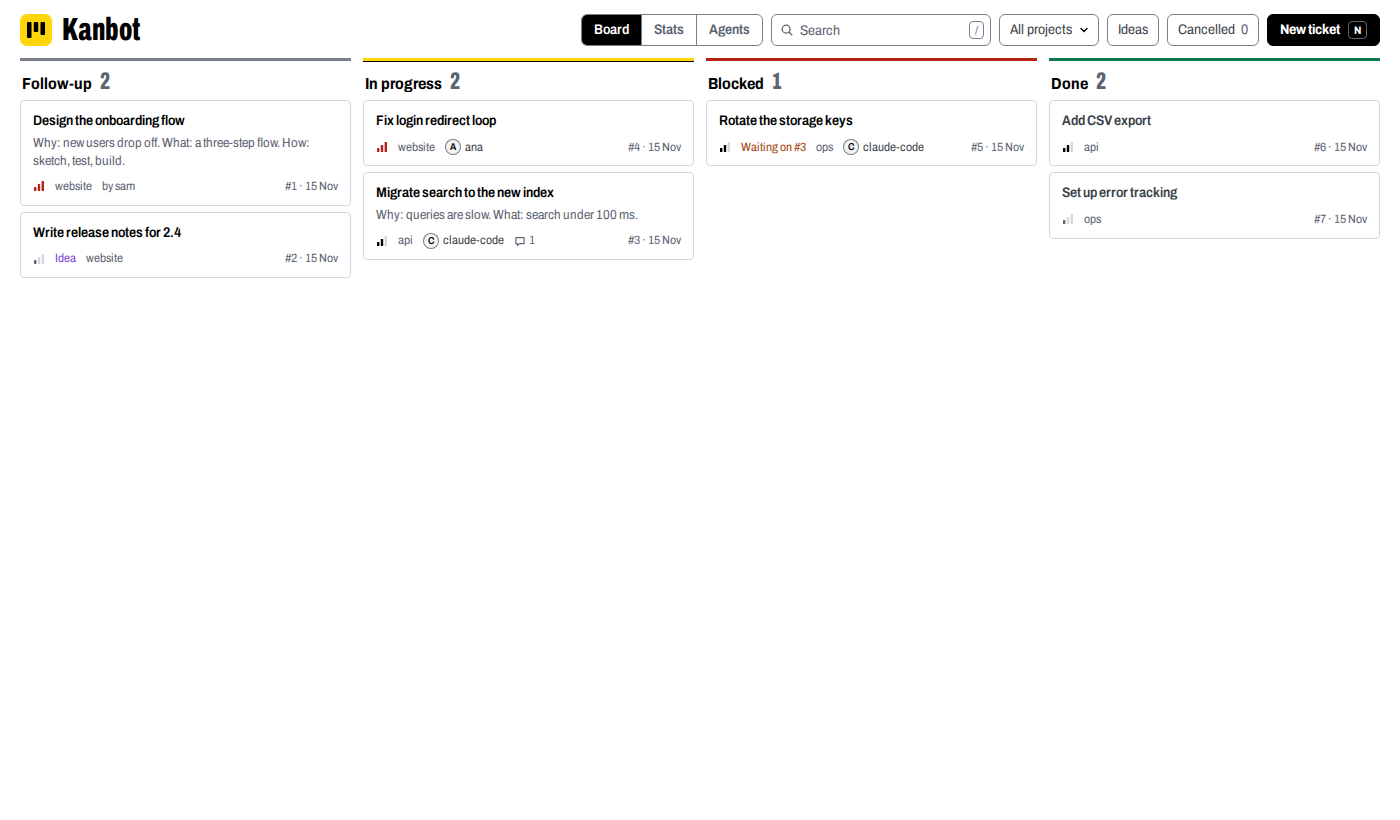 Kanbot
Board Stats Agents Search / All projects Ideas Cancelled 0 New ticket N
Follow-up 2
Design the onboarding flow
Why: new users drop off. What: a three-step flow. How:
sketch, test, build.
website by sam #1 · 15 Nov
Write release notes for 2.4
Idea website #2 · 15 Nov
In progress 2
Fix login redirect loop
website A ana #4 · 15 Nov
Migrate search to the new index
Why: queries are slow. What: search under 100 ms.
api C claude-code 1 #3 · 15 Nov
Blocked 1
Rotate the storage keys
Waiting on #3 ops C claude-code #5 · 15 Nov
Done 2
Add CSV export
api #6 · 15 Nov
Set up error tracking
ops #7 · 15 Nov